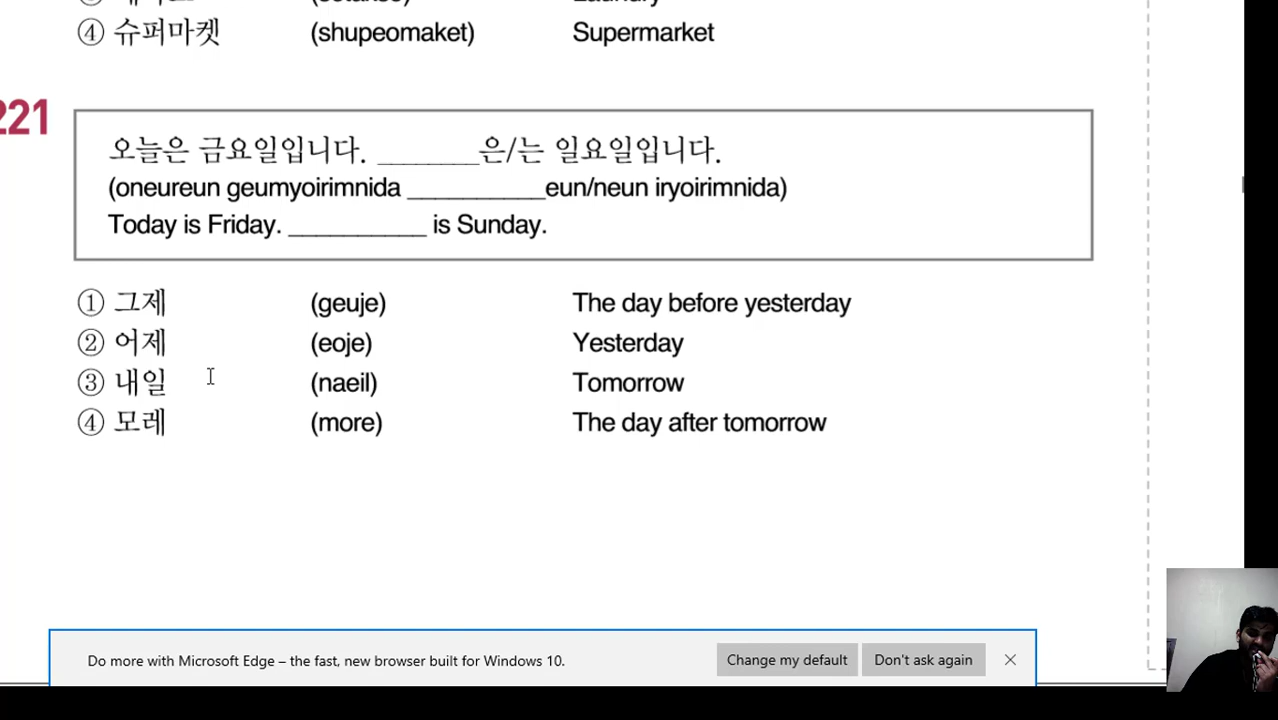 ④ 슈퍼마켓 (shupeomaket) Supermarket
221
오늘은 금요일입니다. ________은/는 일요일입니다.
(oneureun geumyoirimnida __________eun/neun iryoirimnida)
Today is Friday. __________ is Sunday.
① 그제 (geuje) The day before yesterday
② 어제 (eoje) Yesterday
③ 내일 (naeil) Tomorrow
④ 모레 (more) The day after tomorrow
Do more with Microsoft Edge – the fast, new browser built for Windows 10. Change my default Don't ask again